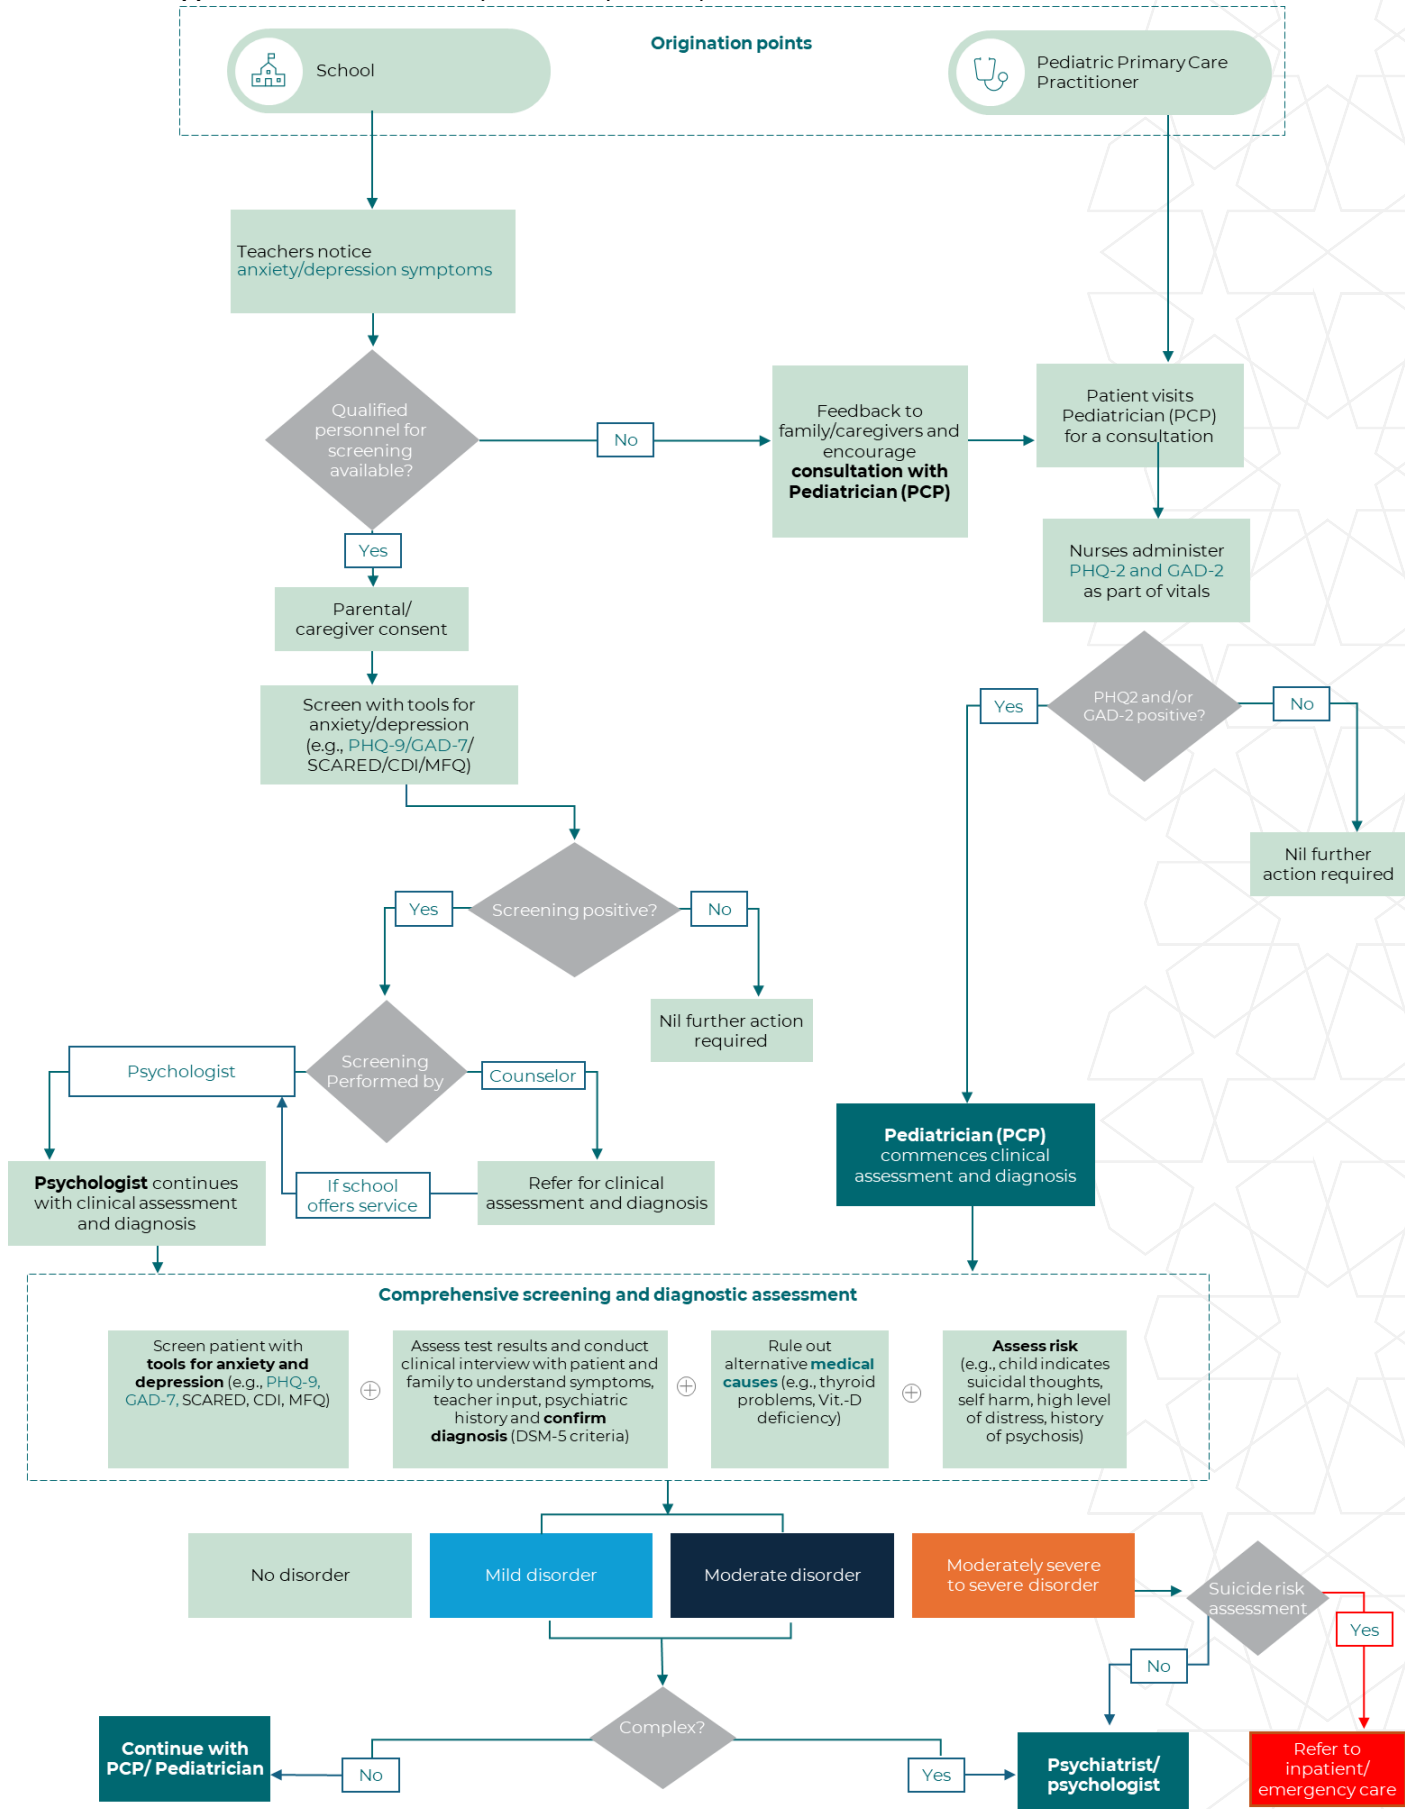 Origination points
School
Pediatric Primary Care
Practitioner
Teachers notice
anxiety/depression symptoms
Qualified
personnel for
screening
available?
No
Feedback to
family/caregivers and
encourage
consultation with
Pediatrician (PCP)
Patient visits
Pediatrician (PCP)
for a consultation
Yes
Nurses administer
PHQ-2 and GAD-2
as part of vitals
Parental/
caregiver consent
Screen with tools for
anxiety/depression
(e.g., PHQ-9/GAD-7/
SCARED/CDI/MFQ)
Yes
PHQ2 and/or
GAD-2 positive?
No
Nil further
action required
Yes
Screening positive?
No
Nil further action
required
Psychologist
Screening
Performed by
Counselor
Pediatrician (PCP)
commences clinical
assessment and diagnosis
Psychologist continues
with clinical assessment
and diagnosis
If school
offers service
Refer for clinical
assessment and diagnosis
Comprehensive screening and diagnostic assessment
Screen patient with
tools for anxiety and
depression (e.g., PHQ-9,
GAD-7, SCARED, CDI, MFQ)
Assess test results and conduct
clinical interview with patient and
family to understand symptoms,
teacher input, psychiatric
history and confirm
diagnosis (DSM-5 criteria)
Rule out
alternative medical
causes (e.g., thyroid
problems, Vit.-D
deficiency)
Assess risk
(e.g., child indicates
suicidal thoughts,
self harm, high level
of distress, history
of psychosis)
No disorder
Mild disorder
Moderate disorder
Moderately severe
to severe disorder
Suicide risk
assessment
Yes
No
Complex?
Continue with
PCP/ Pediatrician
No
Yes
Psychiatrist/
psychologist
Refer to
inpatient/
emergency care